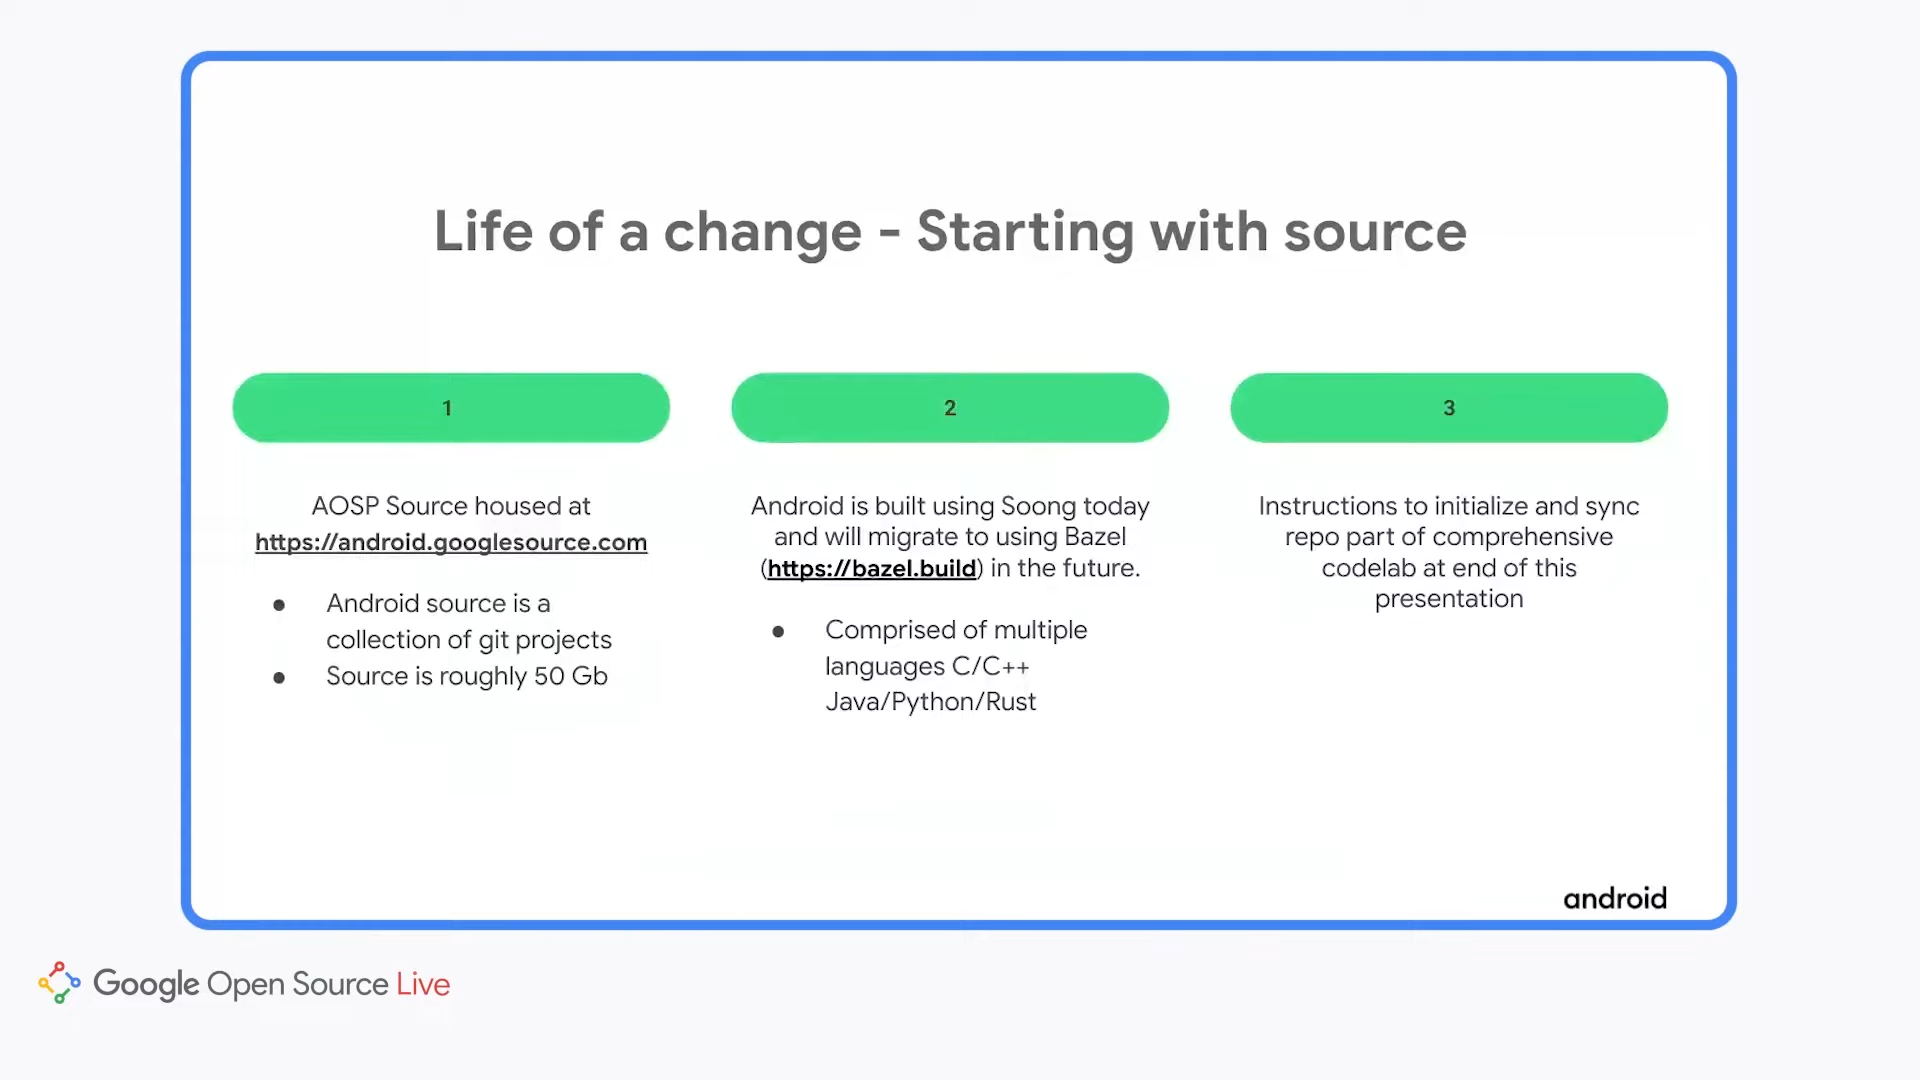 Life of a change - Starting with source
1
AOSP Source housed at
https://android.googlesource.com
● Android source is a
collection of git projects
● Source is roughly 50 Gb
2
Android is built using Soong today
and will migrate to using Bazel
(https://bazel.build) in the future.
● Comprised of multiple
languages C/C++
Java/Python/Rust
3
Instructions to initialize and sync
repo part of comprehensive
codelab at end of this
presentation
android
Google Open Source Live